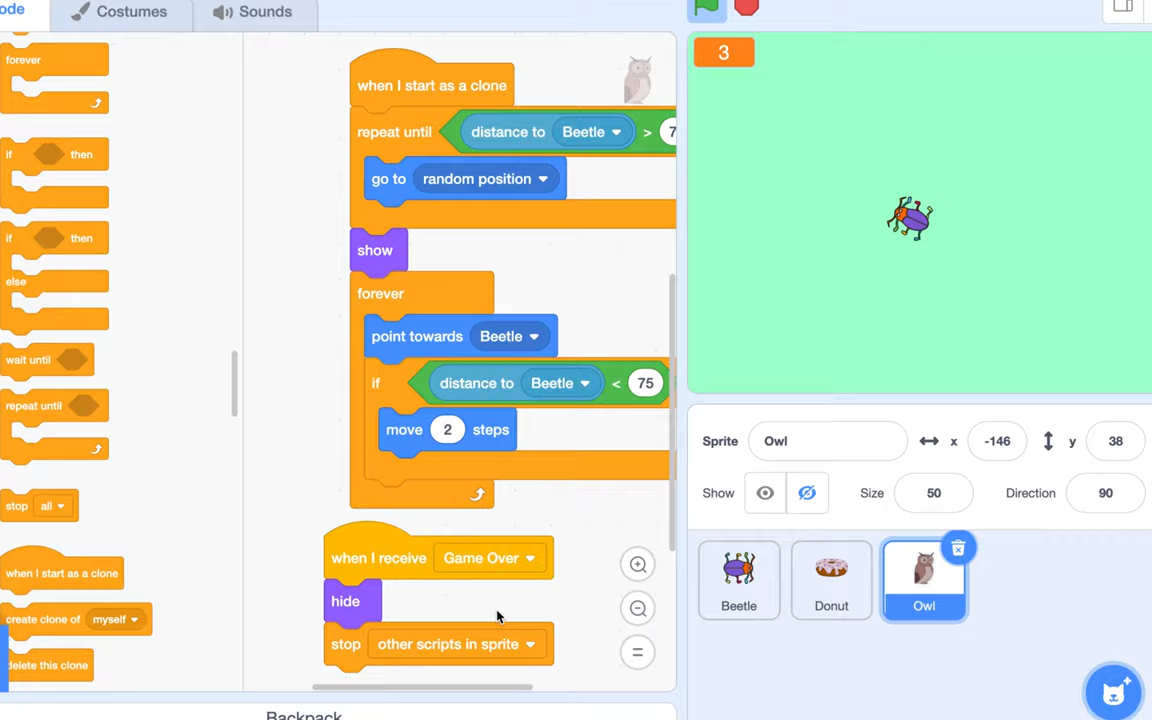 ode
Costumes
Sounds
forever
if then
if then
else
wait until
repeat until
stop all
when I start as a clone
create clone of myself
delete this clone
when I start as a clone
repeat until distance to Beetle > 7
go to random position
show
forever
point towards Beetle
if distance to Beetle < 75
move 2 steps
when I receive Game Over
hide
stop other scripts in sprite
Backpack
3
Sprite Owl x -146 y 38
Show Size 50 Direction 90
Beetle Donut Owl